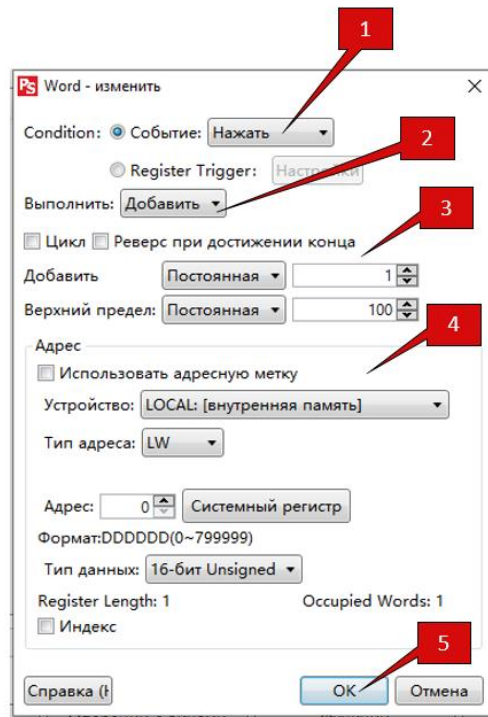 1
PS Word - изменить
Condition: Событие: Нажать
2
Register Trigger: Настройки
Выполнить: Добавить
3
Цикл Реверс при достижении конца
Добавить Постоянная 1
Верхний предел: Постоянная 100
4
Адрес
Использовать адресную метку
Устройство: LOCAL: [внутренняя память]
Тип адреса: LW
Адрес: 0 Системный регистр
Формат:DDDDDD(0~799999)
Тип данных: 16-бит Unsigned
Register Length: 1 Occupied Words: 1
Индекс
5
Справка (H OK Отмена